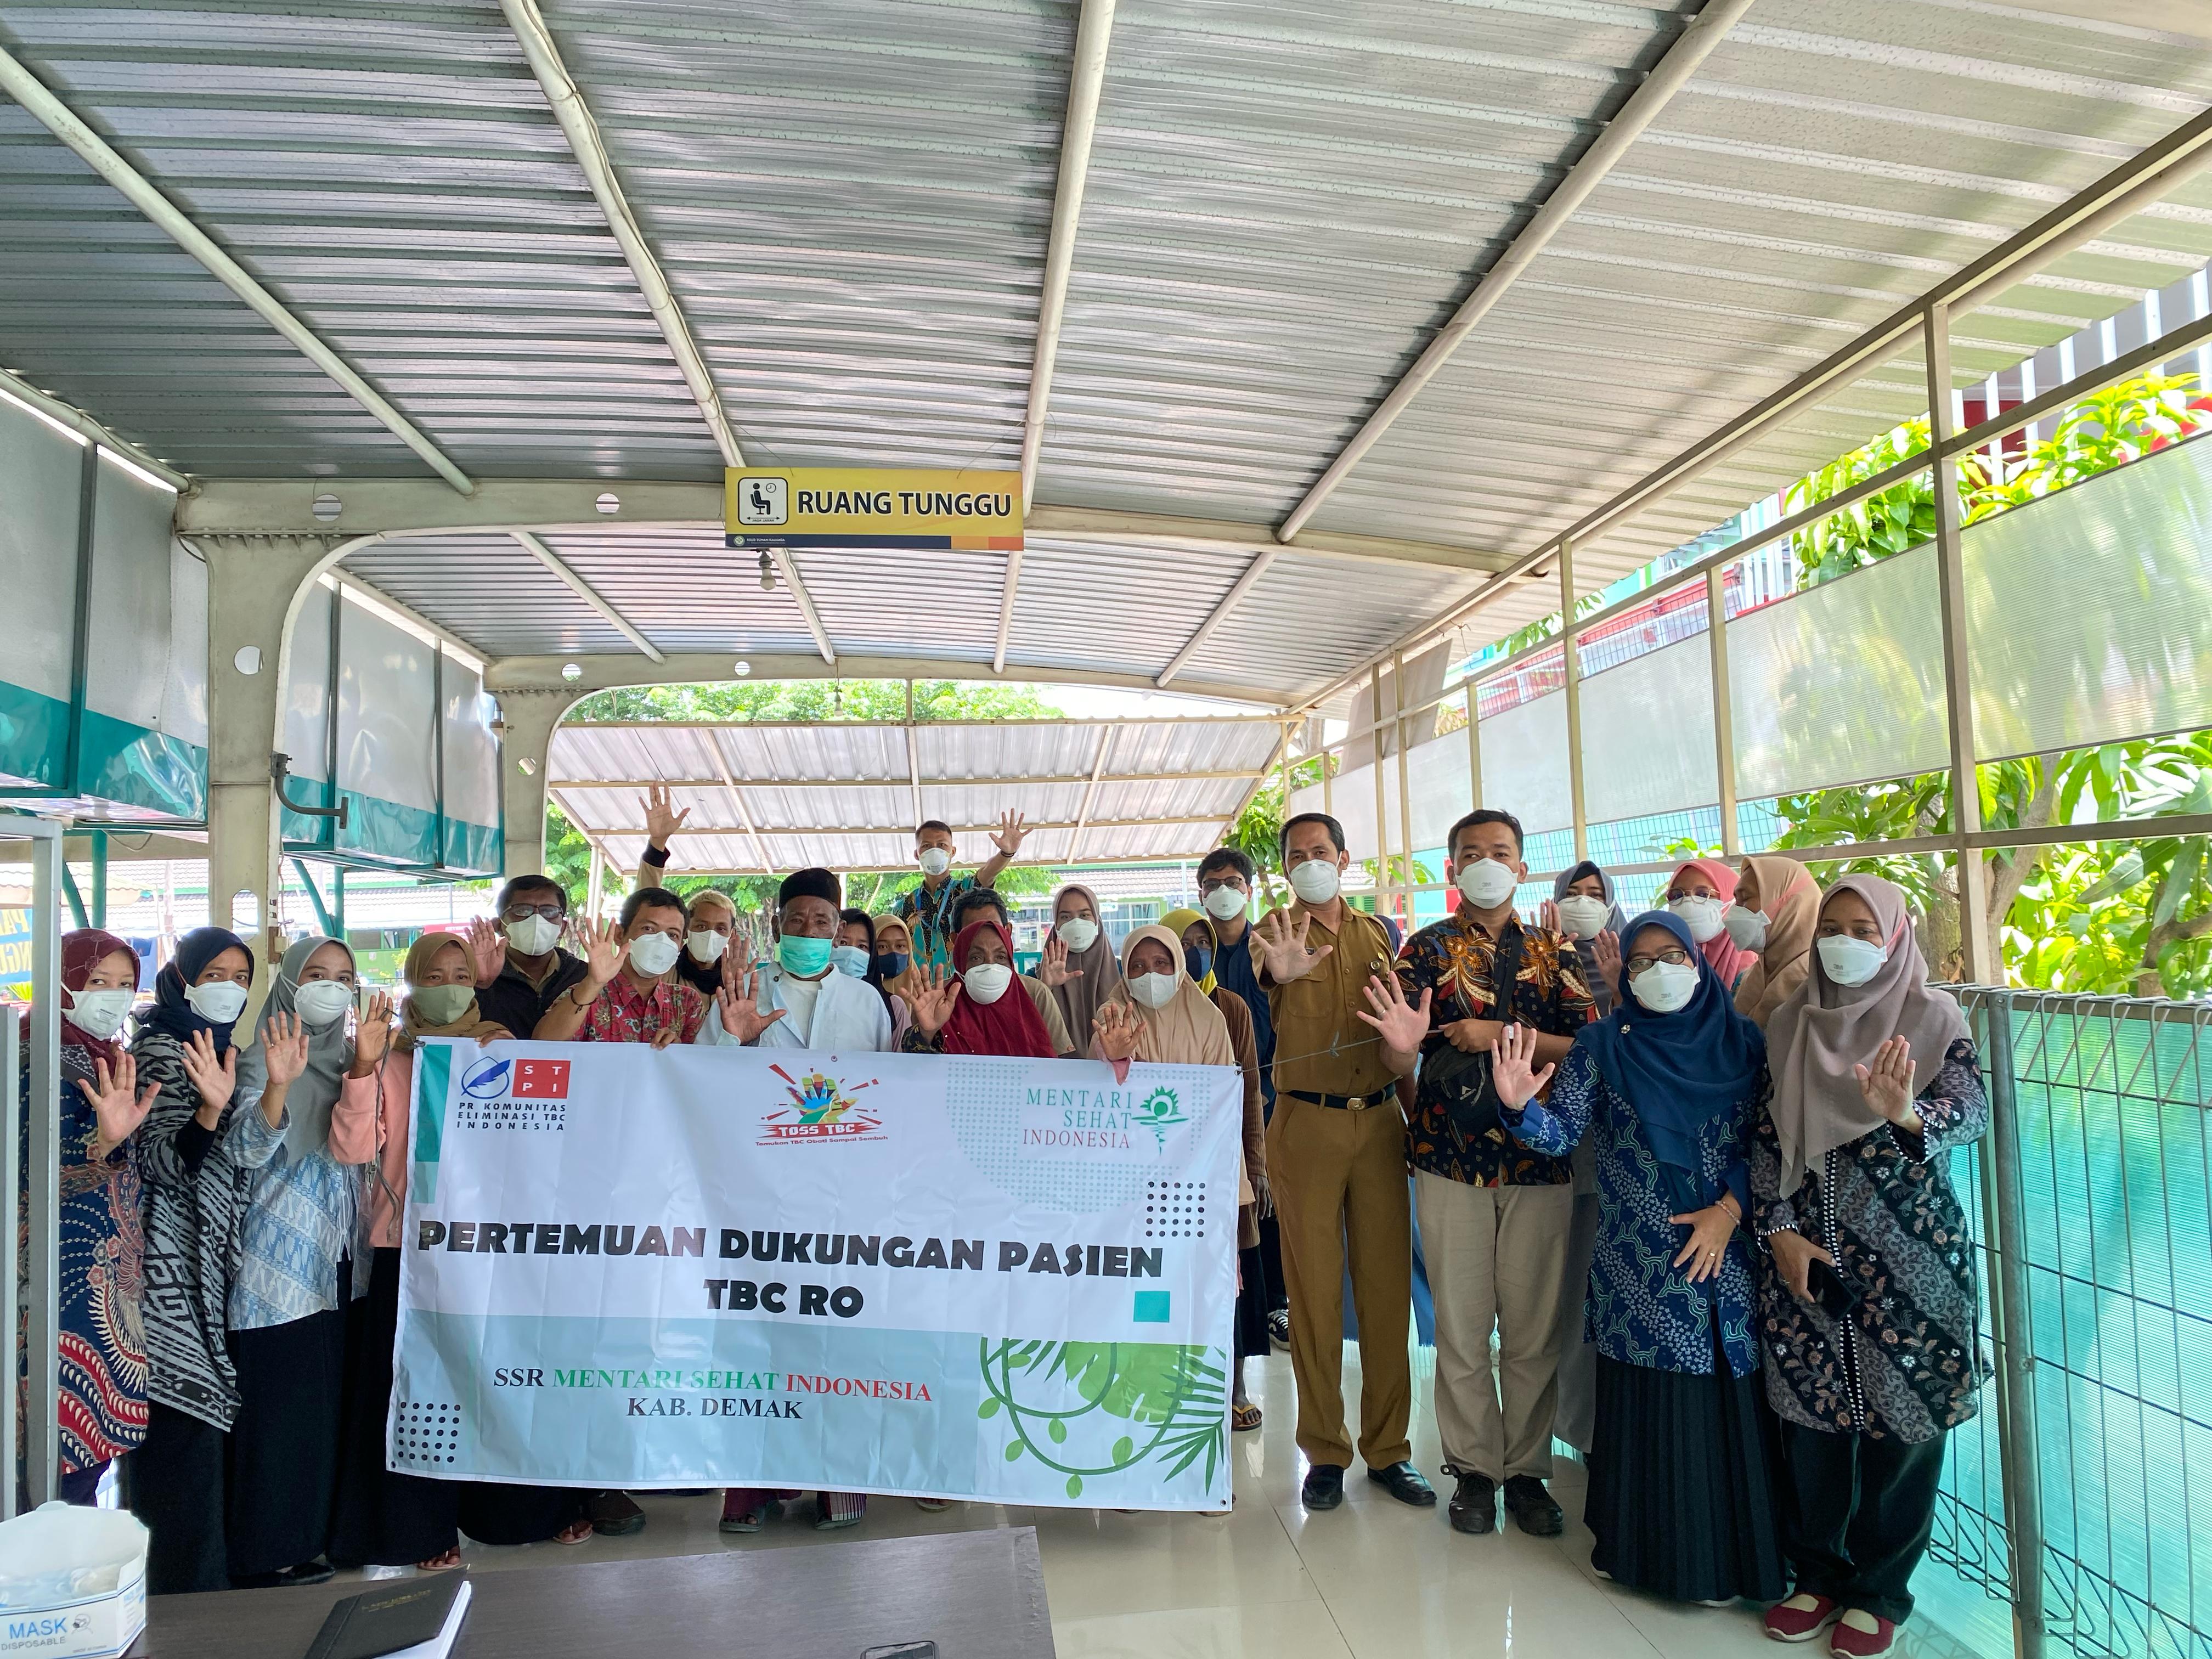 RUANG TUNGGU
S T
P I
PR KOMUNITAS
ELIMINASI TBC
INDONESIA
TOSS TBC
Temukan TBC Obati Sampai Sembuh
MENTARI
SEHAT
INDONESIA
PERTEMUAN DUKUNGAN PASIEN
TBC RO
SSR MENTARI SEHAT INDONESIA
KAB. DEMAK
MASK
DISPOSABLE